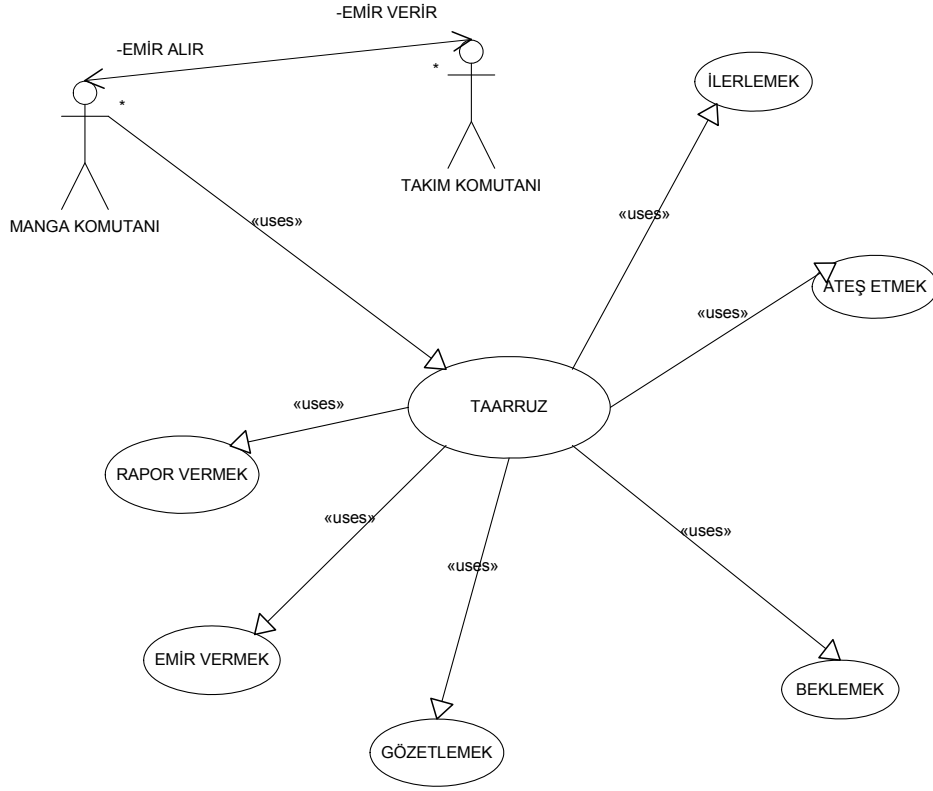 -EMİR VERİR
-EMİR ALIR
*
*
İLERLEMEK
TAKIM KOMUTANI
MANGA KOMUTANI
«uses»
«uses»
ATEŞ ETMEK
«uses»
TAARRUZ
«uses»
RAPOR VERMEK
«uses»
«uses»
«uses»
EMİR VERMEK
BEKLEMEK
GÖZETLEMEK